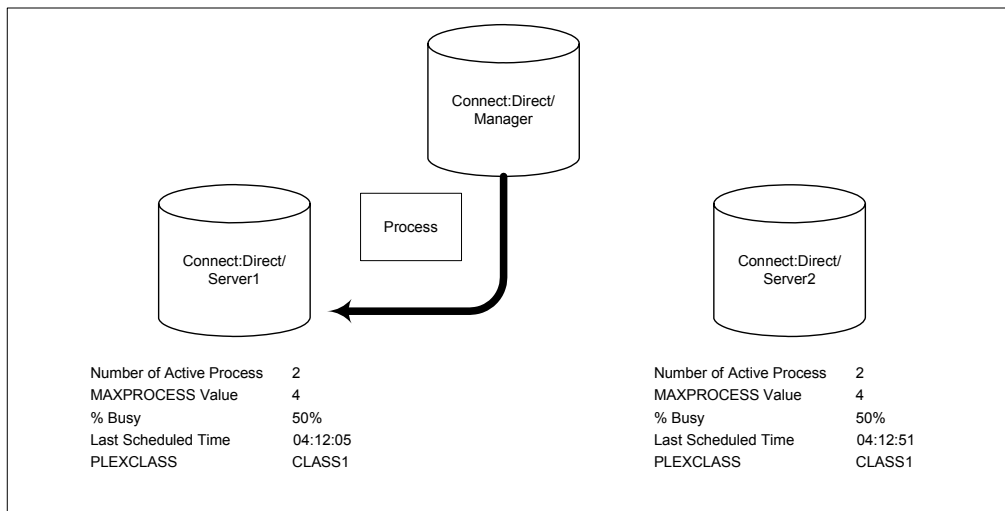 Connect:Direct/
Manager
Process
Connect:Direct/
Server1
Connect:Direct/
Server2
Number of Active Process 2
MAXPROCESS Value 4
% Busy 50%
Last Scheduled Time 04:12:05
PLEXCLASS CLASS1
Number of Active Process 2
MAXPROCESS Value 4
% Busy 50%
Last Scheduled Time 04:12:51
PLEXCLASS CLASS1